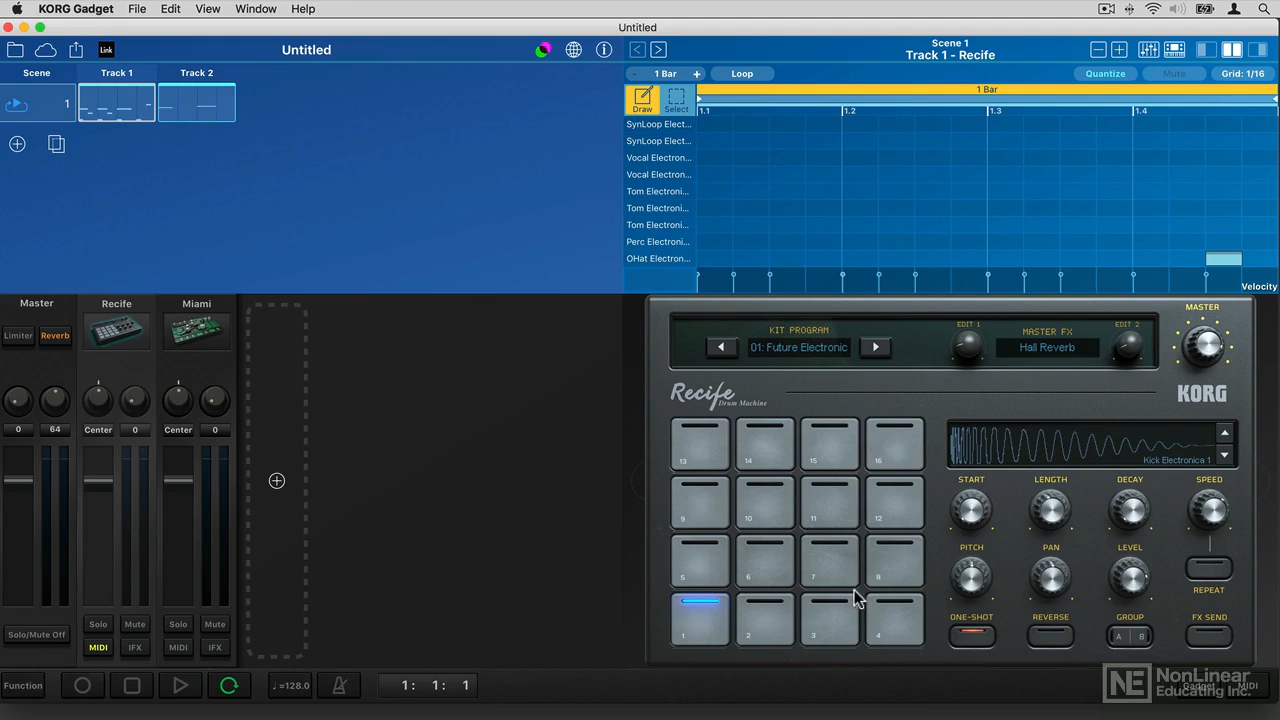 KORG Gadget File Edit View Window Help
Untitled
Link
Untitled
Scene 1
Track 1 - Recife
Scene Track 1 Track 2
1
- 1 Bar + Loop Quantize Mute Grid: 1/16
Draw Select
1 Bar
1.1 1.2 1.3 1.4
SynLoop Elect...
SynLoop Elect...
Vocal Electron...
Vocal Electron...
Tom Electroni...
Tom Electroni...
Tom Electroni...
Perc Electroni...
OHat Electron...
Velocity
Master Recife Miami
Limiter Reverb
0 64 Center 0 Center 0
Solo Mute Solo Mute
Solo/Mute Off
MIDI IFX MIDI IFX
KIT PROGRAM
01: Future Electronic
EDIT 1
MASTER FX
Hall Reverb
EDIT 2
MASTER
Recife
Drum Machine
KORG
13 14 15 16
9 10 11 12
5 6 7 8
1 2 3 4
Kick Electronica 1
START LENGTH DECAY SPEED
PITCH PAN LEVEL
REPEAT
ONE-SHOT REVERSE GROUP FX SEND
A B
Function
♩=128.0
1: 1: 1
Gadget MIDI
NE NonLinear
Educating Inc.